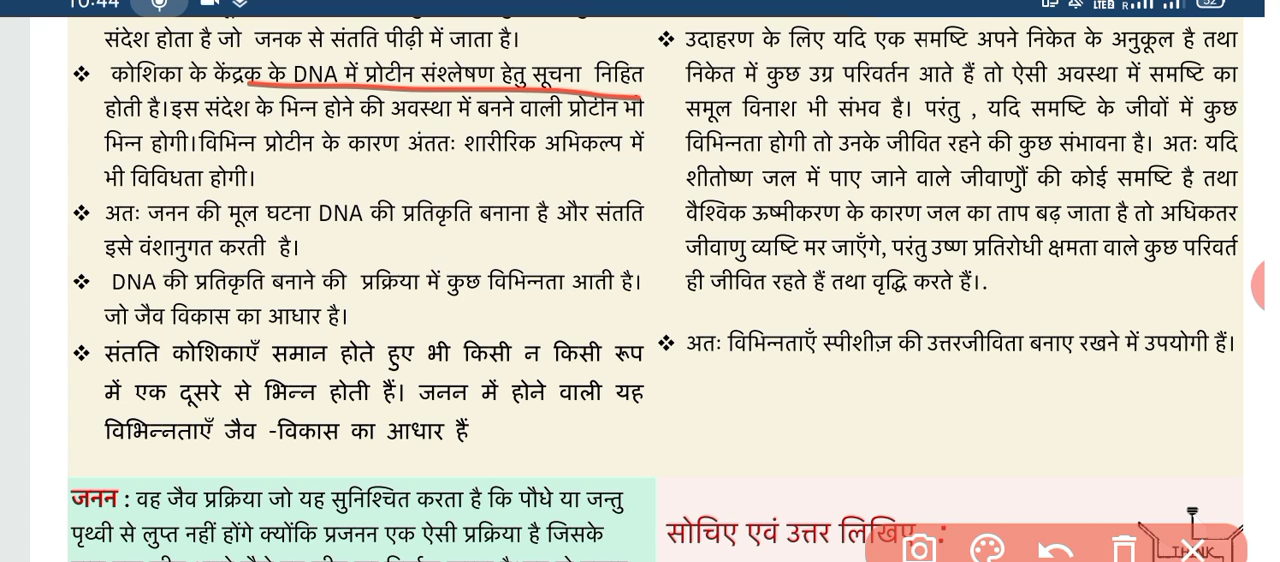 10:44
LTE
R
52
संदेश होता है जो जनक से संतति पीढ़ी में जाता है।
❖ कोशिका के केंद्रक के DNA में प्रोटीन संश्लेषण हेतु सूचना निहित
होती है।इस संदेश के भिन्न होने की अवस्था में बनने वाली प्रोटीन भी
भिन्न होगी।विभिन्न प्रोटीन के कारण अंततः शारीरिक अभिकल्प में
भी विविधता होगी।
❖ अतः जनन की मूल घटना DNA की प्रतिकृति बनाना है और संतति
इसे वंशानुगत करती है।
❖ DNA की प्रतिकृति बनाने की प्रक्रिया में कुछ विभिन्नता आती है।
जो जैव विकास का आधार है।
❖ संतति कोशिकाएँ समान होते हुए भी किसी न किसी रूप
में एक दूसरे से भिन्न होती हैं। जनन में होने वाली यह
विभिन्नताएँ जैव -विकास का आधार हैं
❖ उदाहरण के लिए यदि एक समष्टि अपने निकेत के अनुकूल है तथा
निकेत में कुछ उग्र परिवर्तन आते हैं तो ऐसी अवस्था में समष्टि का
समूल विनाश भी संभव है। परंतु , यदि समष्टि के जीवों में कुछ
विभिन्नता होगी तो उनके जीवित रहने की कुछ संभावना है। अतः यदि
शीतोष्ण जल में पाए जाने वाले जीवाणुओं की कोई समष्टि है तथा
वैश्विक ऊष्मीकरण के कारण जल का ताप बढ़ जाता है तो अधिकतर
जीवाणु व्यष्टि मर जाएँगे, परंतु उष्ण प्रतिरोधी क्षमता वाले कुछ परिवर्त
ही जीवित रहते हैं तथा वृद्धि करते हैं।.
❖ अतः विभिन्नताएँ स्पीशीज़ की उत्तरजीविता बनाए रखने में उपयोगी हैं।
जनन : वह जैव प्रक्रिया जो यह सुनिश्चित करता है कि पौधे या जन्तु
पृथ्वी से लुप्त नहीं होंगे क्योंकि प्रजनन एक ऐसी प्रक्रिया है जिसके
सोचिए एवं उत्तर लिखिए :
THINK